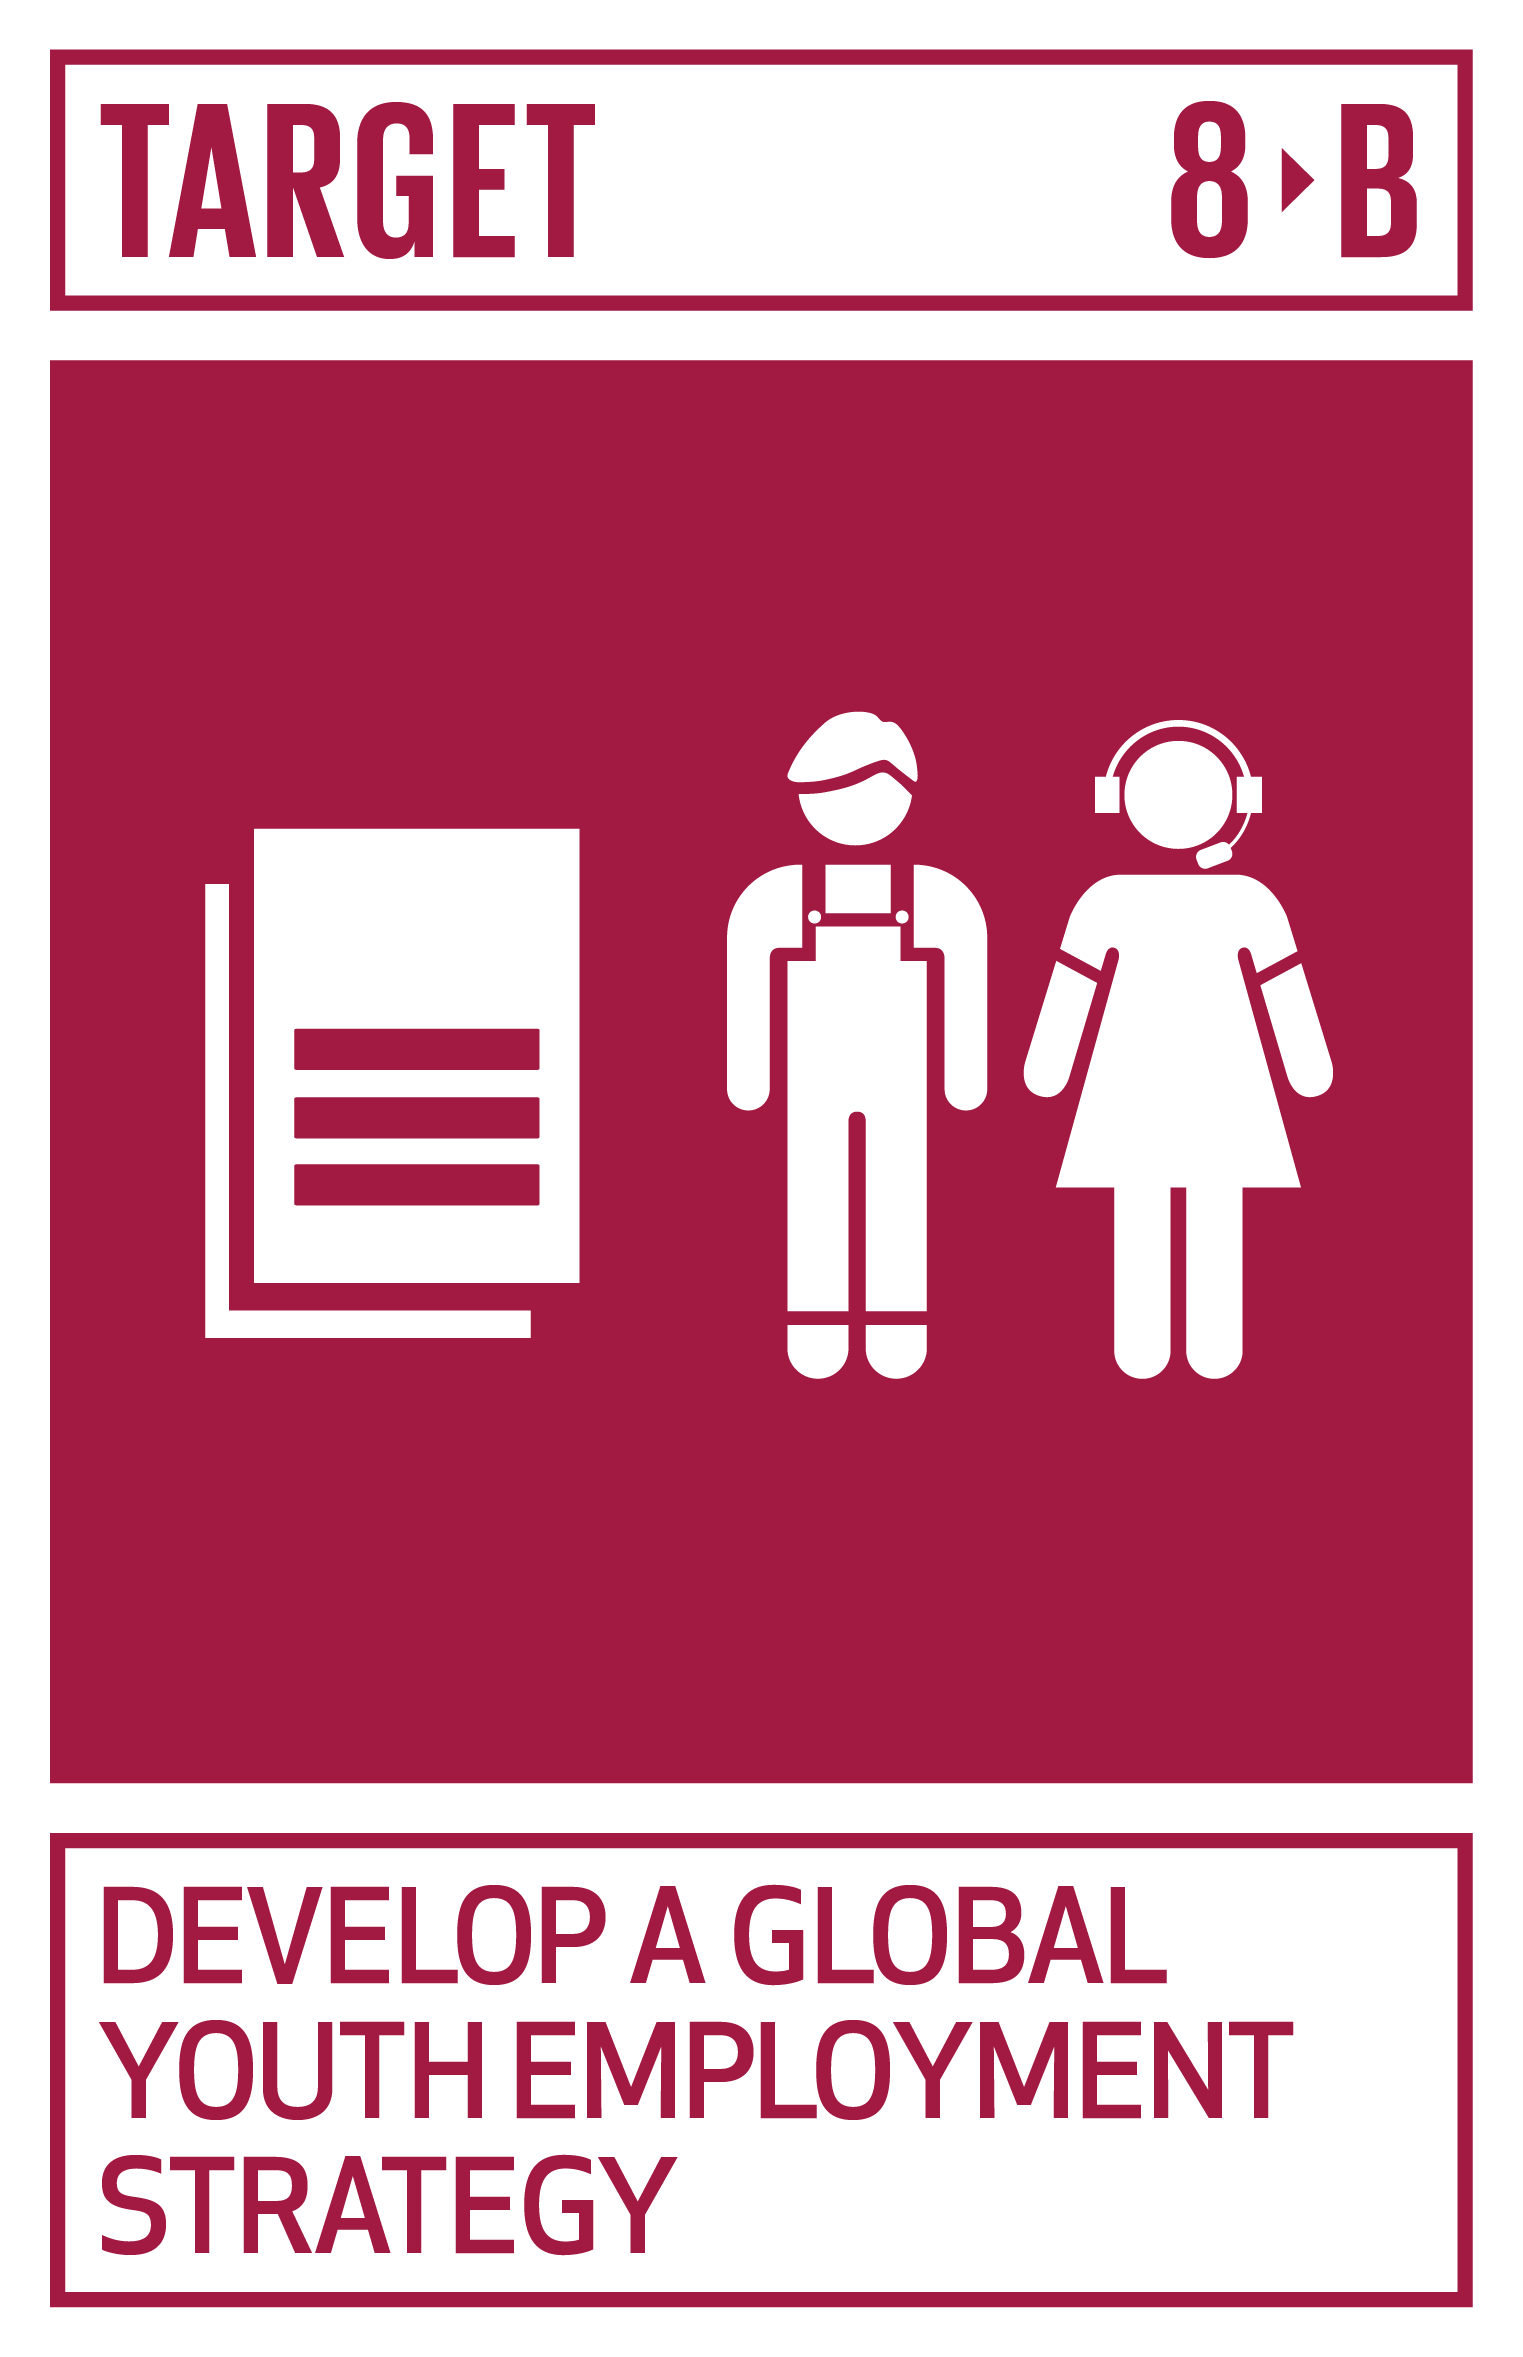 TARGET 8▸B
DEVELOP A GLOBAL
YOUTH EMPLOYMENT
STRATEGY